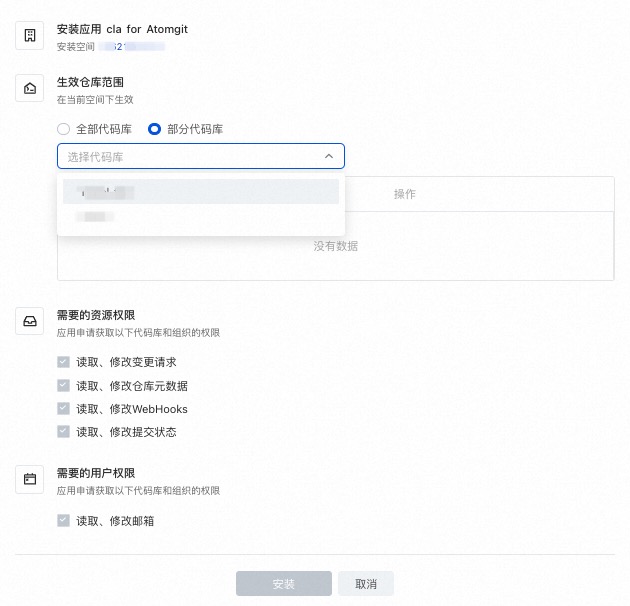 安装应用 cla for Atomgit
安装空间
生效仓库范围
在当前空间下生效
全部代码库 部分代码库
选择代码库
操作
没有数据
需要的资源权限
应用申请获取以下代码库和组织的权限
读取、修改变更请求
读取、修改仓库元数据
读取、修改WebHooks
读取、修改提交状态
需要的用户权限
应用申请获取以下代码库和组织的权限
读取、修改邮箱
安装 取消